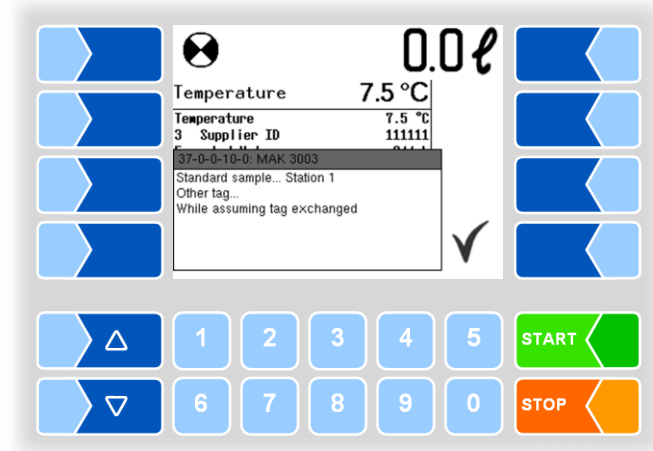 0.0 ℓ
Temperature 7.5 °C
Temperature 7.5 °C
3 Supplier ID 111111
37-0-0-10-0: MAK 3003
Standard sample... Station 1
Other tag...
While assuming tag exchanged
1 2 3 4 5 START
6 7 8 9 0 STOP